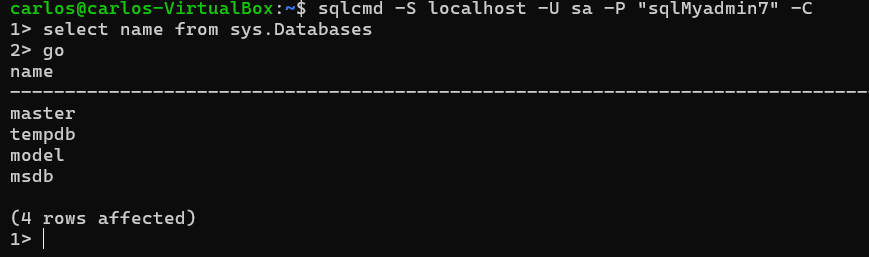 carlos@carlos-VirtualBox:~$ sqlcmd -S localhost -U sa -P "sqlMyadmin7" -C
1> select name from sys.Databases
2> go
name
--------------------------------------------------------------------------------------
master
tempdb
model
msdb

(4 rows affected)
1>